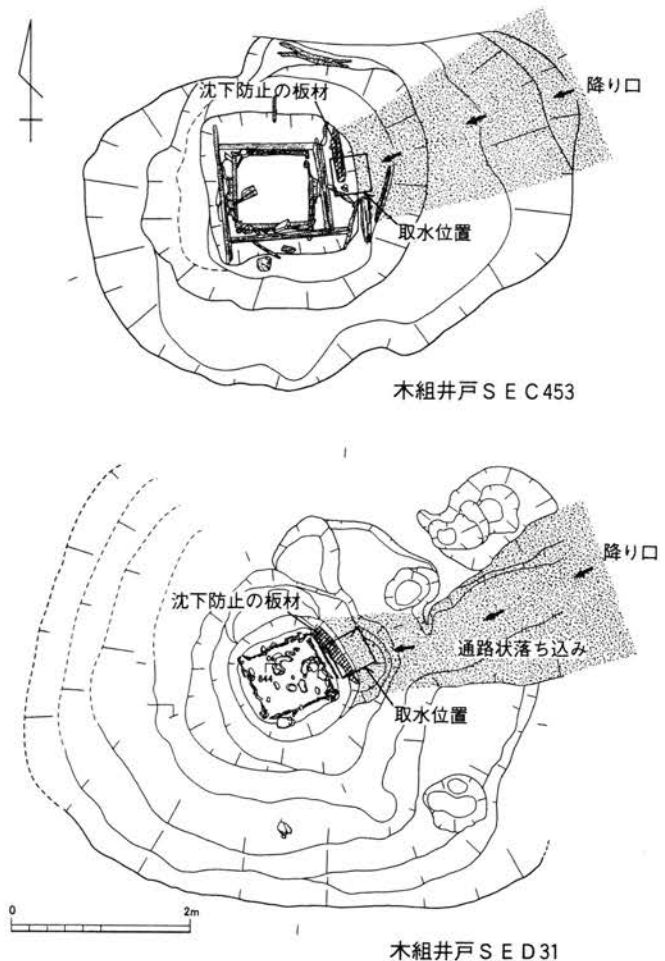 沈下防止の板材
降り口
取水位置
木組井戸ＳＥＣ453
降り口
沈下防止の板材
通路状落ち込み
844
取水位置
0 2m
木組井戸ＳＥＤ31